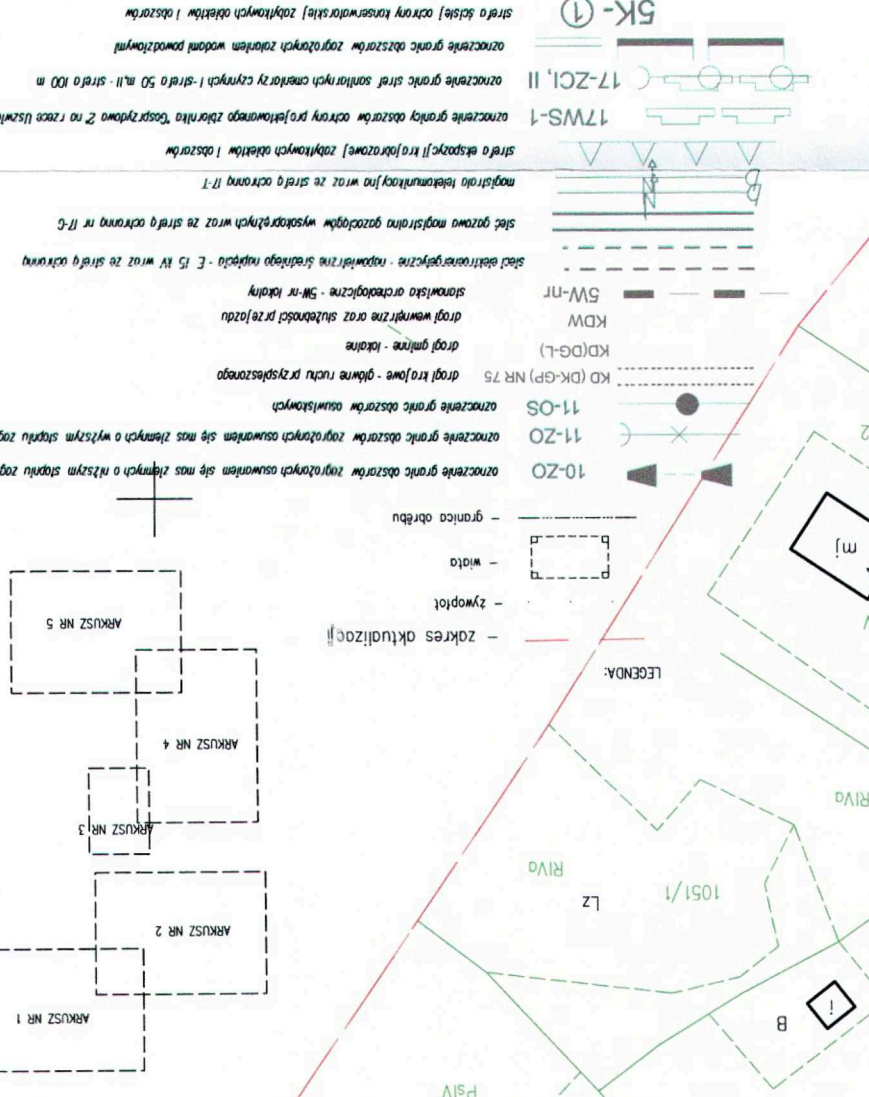 PsIV
B
i
ARKUSZ NR 1
ARKUSZ NR 2
1051/1
Lz
RIVa
RIVa
ARKUSZ NR 3
ARKUSZ NR 4
ARKUSZ NR 5
LEGENDA:
– zakres aktualizacji
– żywopłot
– wiata
– granica obrębu
mj
2
10-ZO oznaczenie granic obszarów zagrożonych osuwaniem się mas ziemnych o niższym stopniu zag
11-ZO oznaczenie granic obszarów zagrożonych osuwaniem się mas ziemnych o wyższym stopniu zag
11-OS oznaczenie granic obszarów osuwiskowych
KD (DK-GP) NR 75 drogi krajowe - główne ruchu przyspieszonego
KD(DG-L) drogi gminne - lokalne
KDW drogi wewnętrzne oraz służebności przejazdu
5W-nr stanowiska archeologiczne - 5W-nr lokalny
sieci elektroenergetyczne - napowietrzne średniego napięcia - E 15 kV wraz ze strefą ochronną
sieć gazowa magistralna gazociągów wysokoprężnych wraz ze strefą ochronną nr 17-G
magistrala telekomunikacyjna wraz ze strefą ochronną 17-T
strefa ekspozycji krajobrazowej zabytkowych obiektów i obszarów
17WS-1 oznaczenie granicy obszarów ochrony projektowanego zbiornika "Gosprzydowa 2" na rzece Uszwi
17-ZCI, II oznaczenie granic stref sanitarnych cmentarzy czynnych I -strefa 50 m,II - strefa 100 m
oznaczenie granic obszarów zagrożonych zalaniem wodami powodziowymi
5K- 1 strefa ścisłej ochrony konserwatorskiej zabytkowych obiektów i obszarów